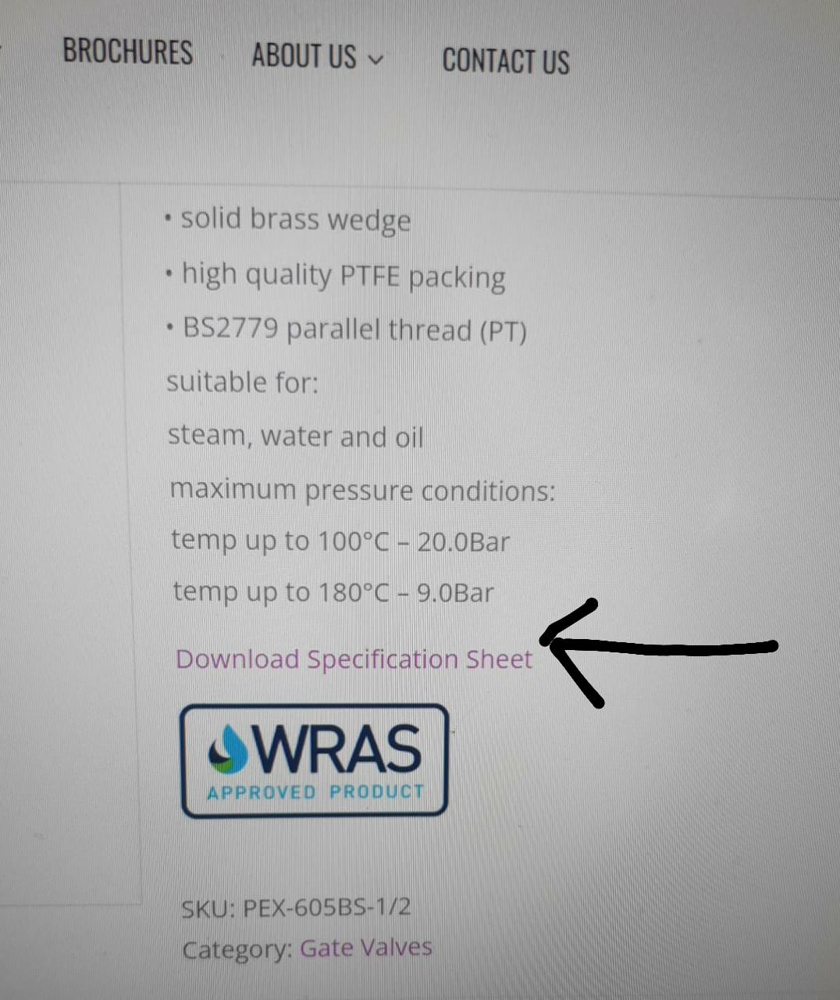 BROCHURES ABOUT US CONTACT US
• solid brass wedge
• high quality PTFE packing
• BS2779 parallel thread (PT)
suitable for:
steam, water and oil
maximum pressure conditions:
temp up to 100°C – 20.0Bar
temp up to 180°C – 9.0Bar
Download Specification Sheet
WRAS
APPROVED PRODUCT
SKU: PEX-605BS-1/2
Category: Gate Valves